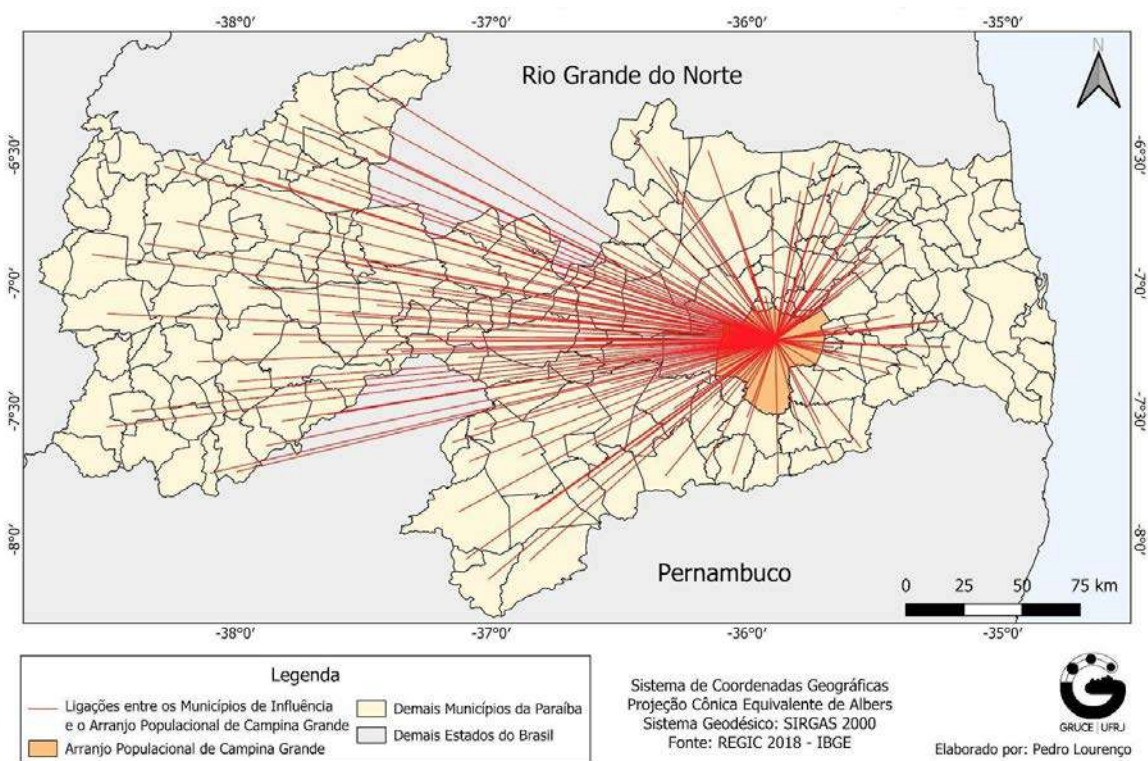 -38°0' -37°0' -36°0' -35°0'
N
Rio Grande do Norte
-6°30' -6°30'
-7°0' -7°0'
-7°30' -7°30'
-8°0' -8°0'
Pernambuco
0 25 50 75 km
-38°0' -37°0' -36°0' -35°0'
Legenda
Ligações entre os Municípios de Influência
e o Arranjo Populacional de Campina Grande
Arranjo Populacional de Campina Grande
Demais Municípios da Paraíba
Demais Estados do Brasil
Sistema de Coordenadas Geográficas
Projeção Cônica Equivalente de Albers
Sistema Geodésico: SIRGAS 2000
Fonte: REGIC 2018 - IBGE
GRUCE | UFRJ
Elaborado por: Pedro Lourenço